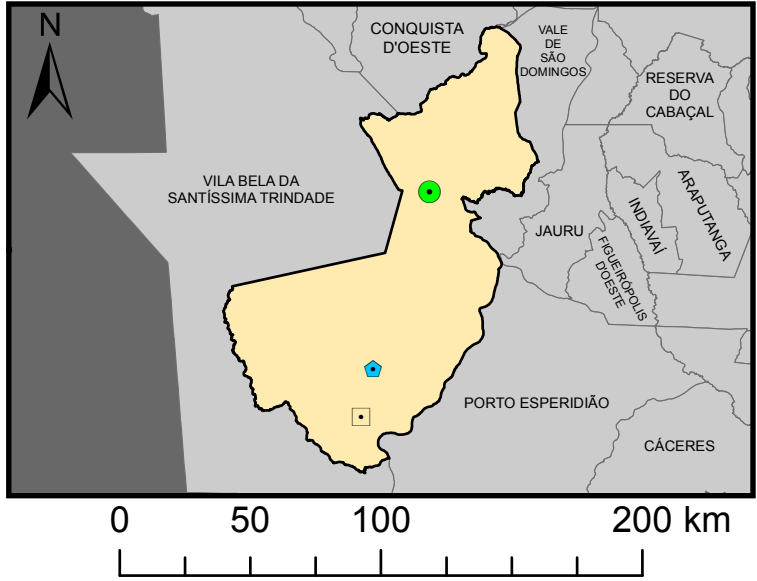 N
CONQUISTA
D'OESTE
VALE
DE
SÃO
DOMINGOS
RESERVA
DO
CABAÇAL
VILA BELA DA
SANTÍSSIMA TRINDADE
ARAPUTANGA
INDIAVAÍ
JAURU
FIGUEIRÓPOLIS
D'OESTE
PORTO ESPERIDIÃO
CÁCERES
0 50 100 200 km